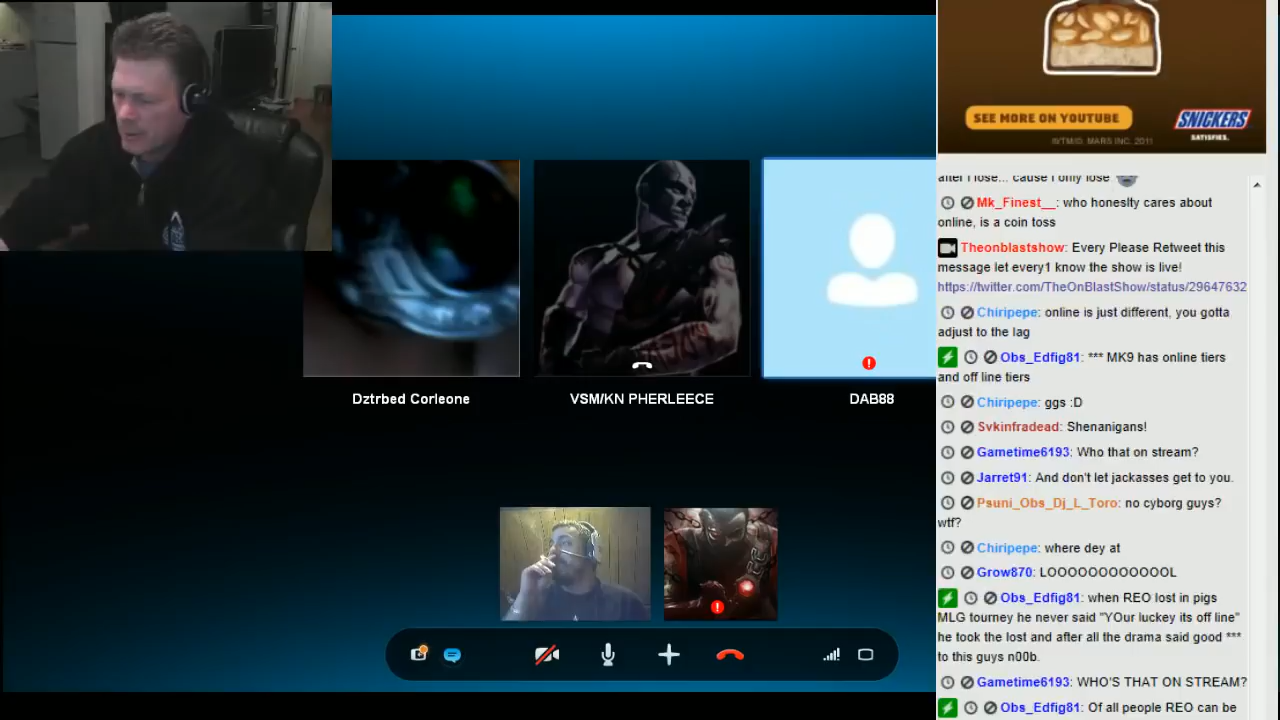 SEE MORE ON YOUTUBE
SNICKERS
SATISFIES.
®/TM/© MARS INC. 2011
after I lose... cause I only lose
Mk_Finest__: who honeslty cares about
online, is a coin toss
Theonblastshow: Every Please Retweet this
message let every1 know the show is live!
https://twitter.com/TheOnBlastShow/status/29647632
Chiripepe: online is just different, you gotta
adjust to the lag
Obs_Edfig81: *** MK9 has online tiers
and off line tiers
Chiripepe: ggs :D
Svkinfradead: Shenanigans!
Gametime6193: Who that on stream?
Jarret91: And don't let jackasses get to you.
Psuni_Obs_Dj_L_Toro: no cyborg guys?
wtf?
Chiripepe: where dey at
Grow870: LOOOOOOOOOOOL
Obs_Edfig81: when REO lost in pigs
MLG tourney he never said "YOur luckey its off line"
he took the lost and after all the drama said good ***
to this guys n00b.
Gametime6193: WHO'S THAT ON STREAM?
Obs_Edfig81: Of all people REO can be
Dztrbed Corleone
VSM/KN PHERLEECE
DAB88